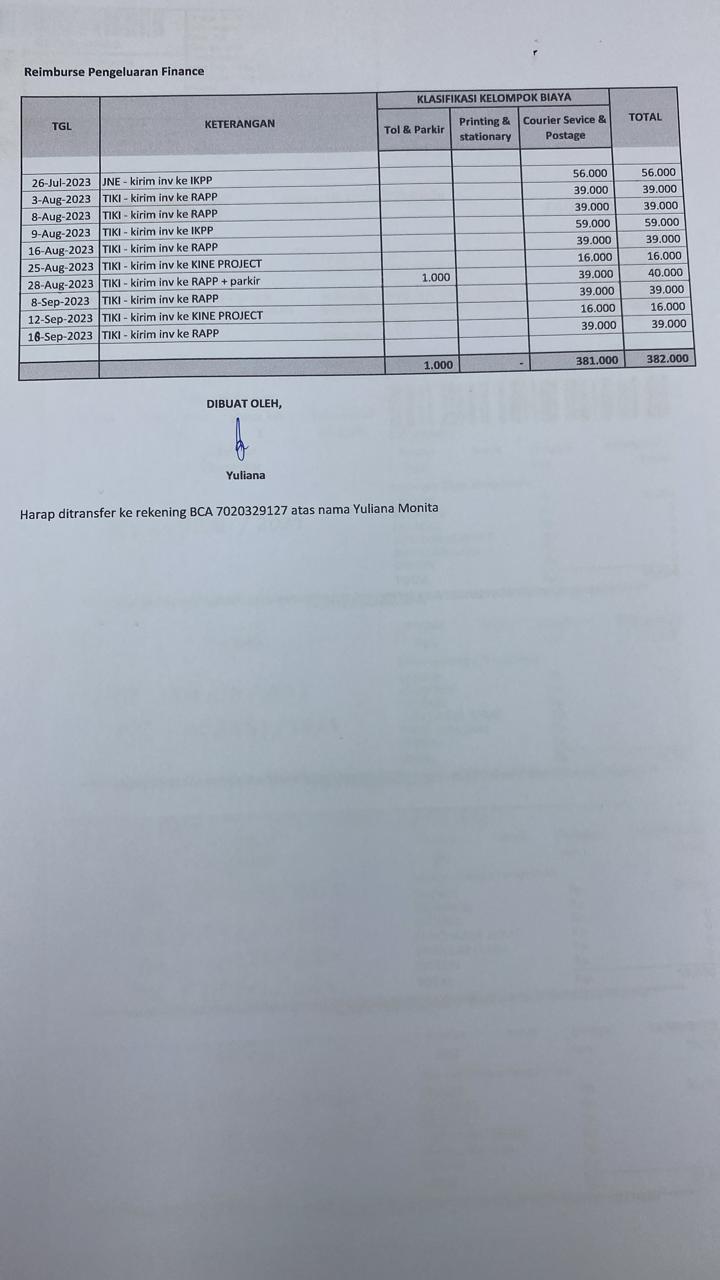 Reimburse Pengeluaran Finance
TGL KETERANGAN KLASIFIKASI KELOMPOK BIAYA TOTAL
Tol & Parkir Printing & stationary Courier Sevice & Postage
26-Jul-2023 JNE - kirim inv ke IKPP 56.000 56.000
3-Aug-2023 TIKI - kirim inv ke RAPP 39.000 39.000
8-Aug-2023 TIKI - kirim inv ke RAPP 39.000 39.000
9-Aug-2023 TIKI - kirim inv ke IKPP 59.000 59.000
16-Aug-2023 TIKI - kirim inv ke RAPP 39.000 39.000
25-Aug-2023 TIKI - kirim inv ke KINE PROJECT 16.000 16.000
28-Aug-2023 TIKI - kirim inv ke RAPP + parkir 1.000 39.000 40.000
8-Sep-2023 TIKI - kirim inv ke RAPP 39.000 39.000
12-Sep-2023 TIKI - kirim inv ke KINE PROJECT 16.000 16.000
TIKI - kirim inv ke RAPP 39.000 39.000
1.000 - 381.000 382.000
DIBUAT OLEH,
Yuliana
Harap ditransfer ke rekening BCA 7020329127 atas nama Yuliana Monita